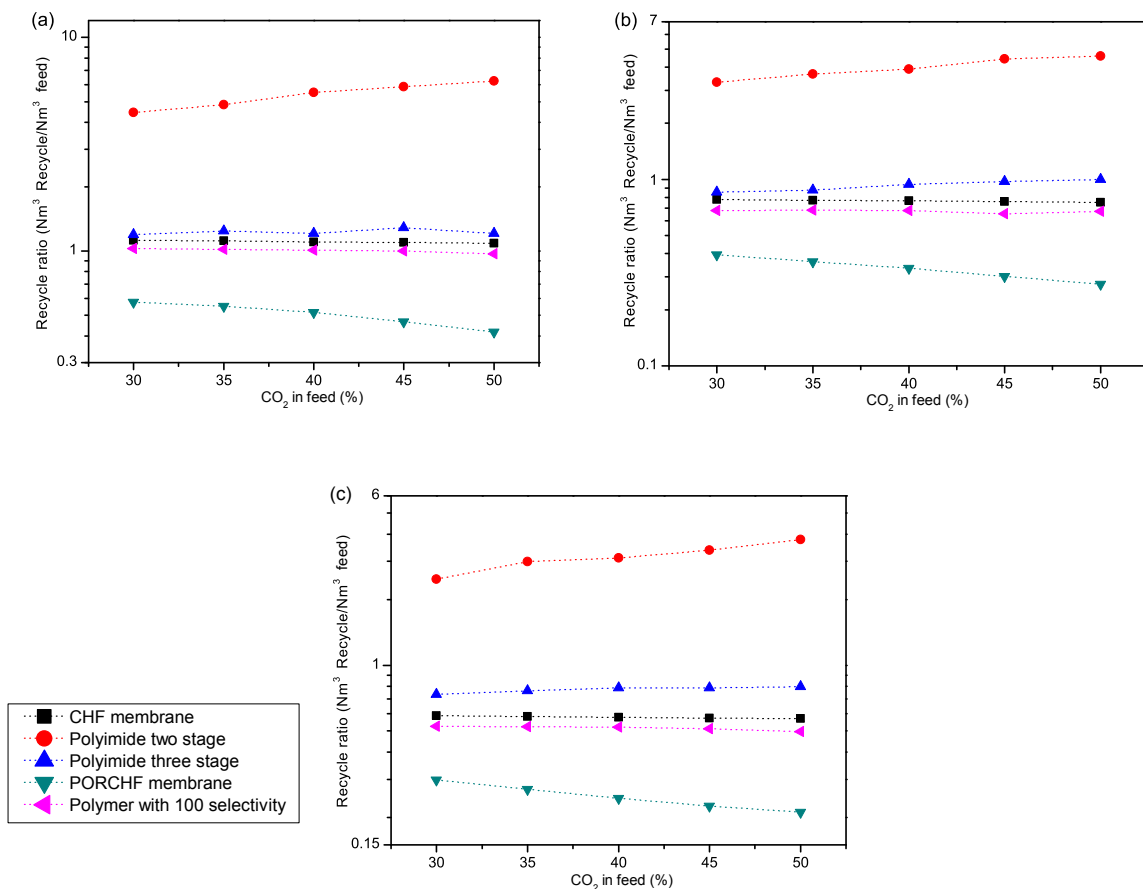 (a)
10
1
0.3
Recycle ratio (Nm³ Recycle/Nm³ feed)
30 35 40 45 50
CO₂ in feed (%)
(b)
7
1
0.1
Recycle ratio (Nm³ Recycle/Nm³ feed)
30 35 40 45 50
CO₂ in feed (%)
(c)
6
1
0.15
Recycle ratio (Nm³ Recycle/Nm³ feed)
30 35 40 45 50
CO₂ in feed (%)
CHF membrane
Polyimide two stage
Polyimide three stage
PORCHF membrane
Polymer with 100 selectivity